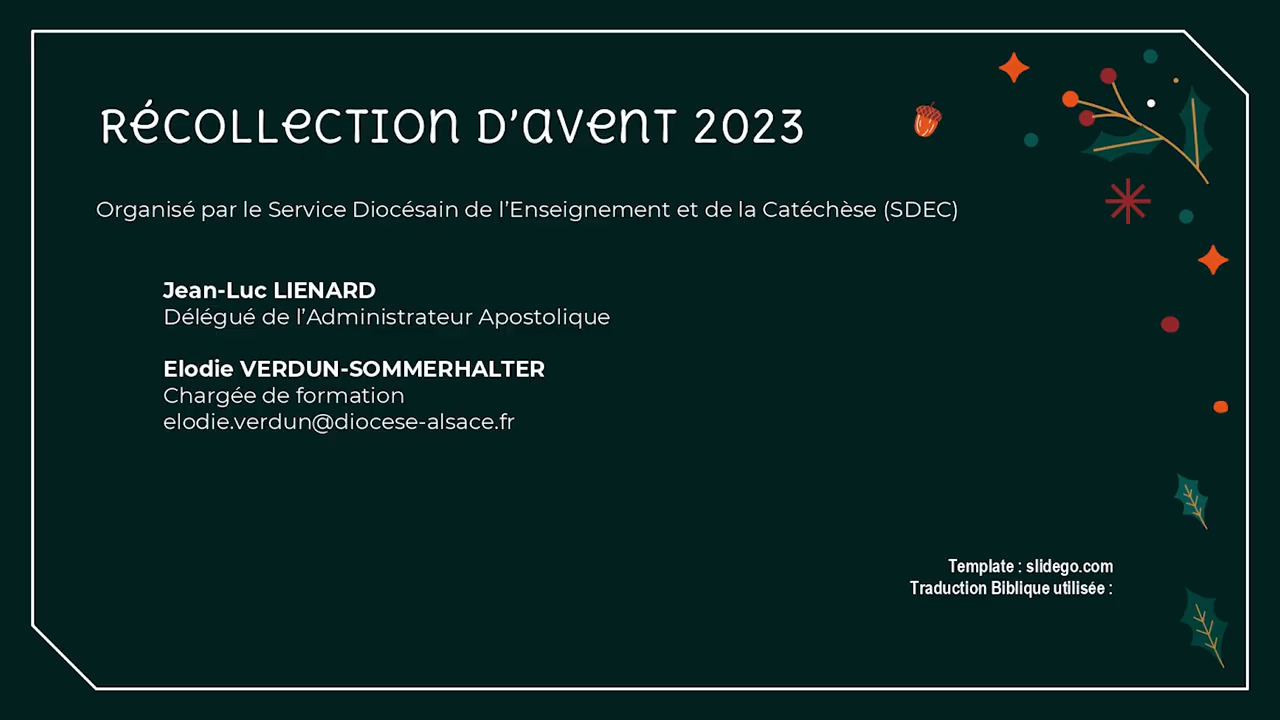 Récollection d’avent 2023
Organisé par le Service Diocésain de l’Enseignement et de la Catéchèse (SDEC)
Jean-Luc LIENARD
Délégué de l’Administrateur Apostolique
Elodie VERDUN-SOMMERHALTER
Chargée de formation
elodie.verdun@diocese-alsace.fr
Template : slidego.com
Traduction Biblique utilisée :